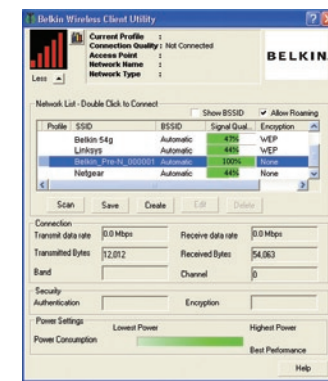 Belkin Wireless Client Utility
Current Profile :
Connection Quality : Not Connected
Access Point :
Network Name :
Network Type :
BELKIN
Less
Network List - Double Click to Connect
Show BSSID Allow Roaming
Profile SSID BSSID Signal Qual... Encryption
Belkin 54g Automatic 47% WEP
Linksys Automatic 44% WEP
Belkin_Pre-N_000001 Automatic 100% None
Netgear Automatic 44% None
Scan Save Create Edit Delete
Connection
Transmit data rate 0.0 Mbps Receive data rate 0.0 Mbps
Transmitted Bytes 12,012 Received Bytes 54,063
Band Channel 0
Security
Authentication Encryption
Power Settings
Lowest Power Highest Power
Power Consumption
Best Performance
Help